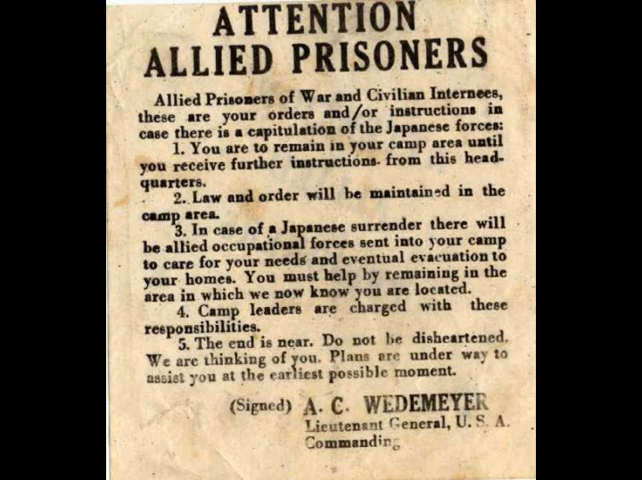 ATTENTION
ALLIED PRISONERS
Allied Prisoners of War and Civilian Internees,
these are your orders and/or instructions in
case there is a capitulation of the Japanese forces:
1. You are to remain in your camp area until
you receive further instructions. from this head-
quarters.
2. Law and order will be maintained in the
camp area.
3. In case of a Japanese surrender there will
be allied occupational forces sent into your camp
to care for your needs and eventual evacuation to
your homes. You must help by remaining in the
area in which we now know you are located.
4. Camp leaders are charged with these
responsibilities.
5. The end is near. Do not be disheartened.
We are thinking of you. Plans are under way to
assist you at the earliest possible moment.
(Signed) A. C. WEDEMEYER
Lieutenant General, U. S. A.
Commanding